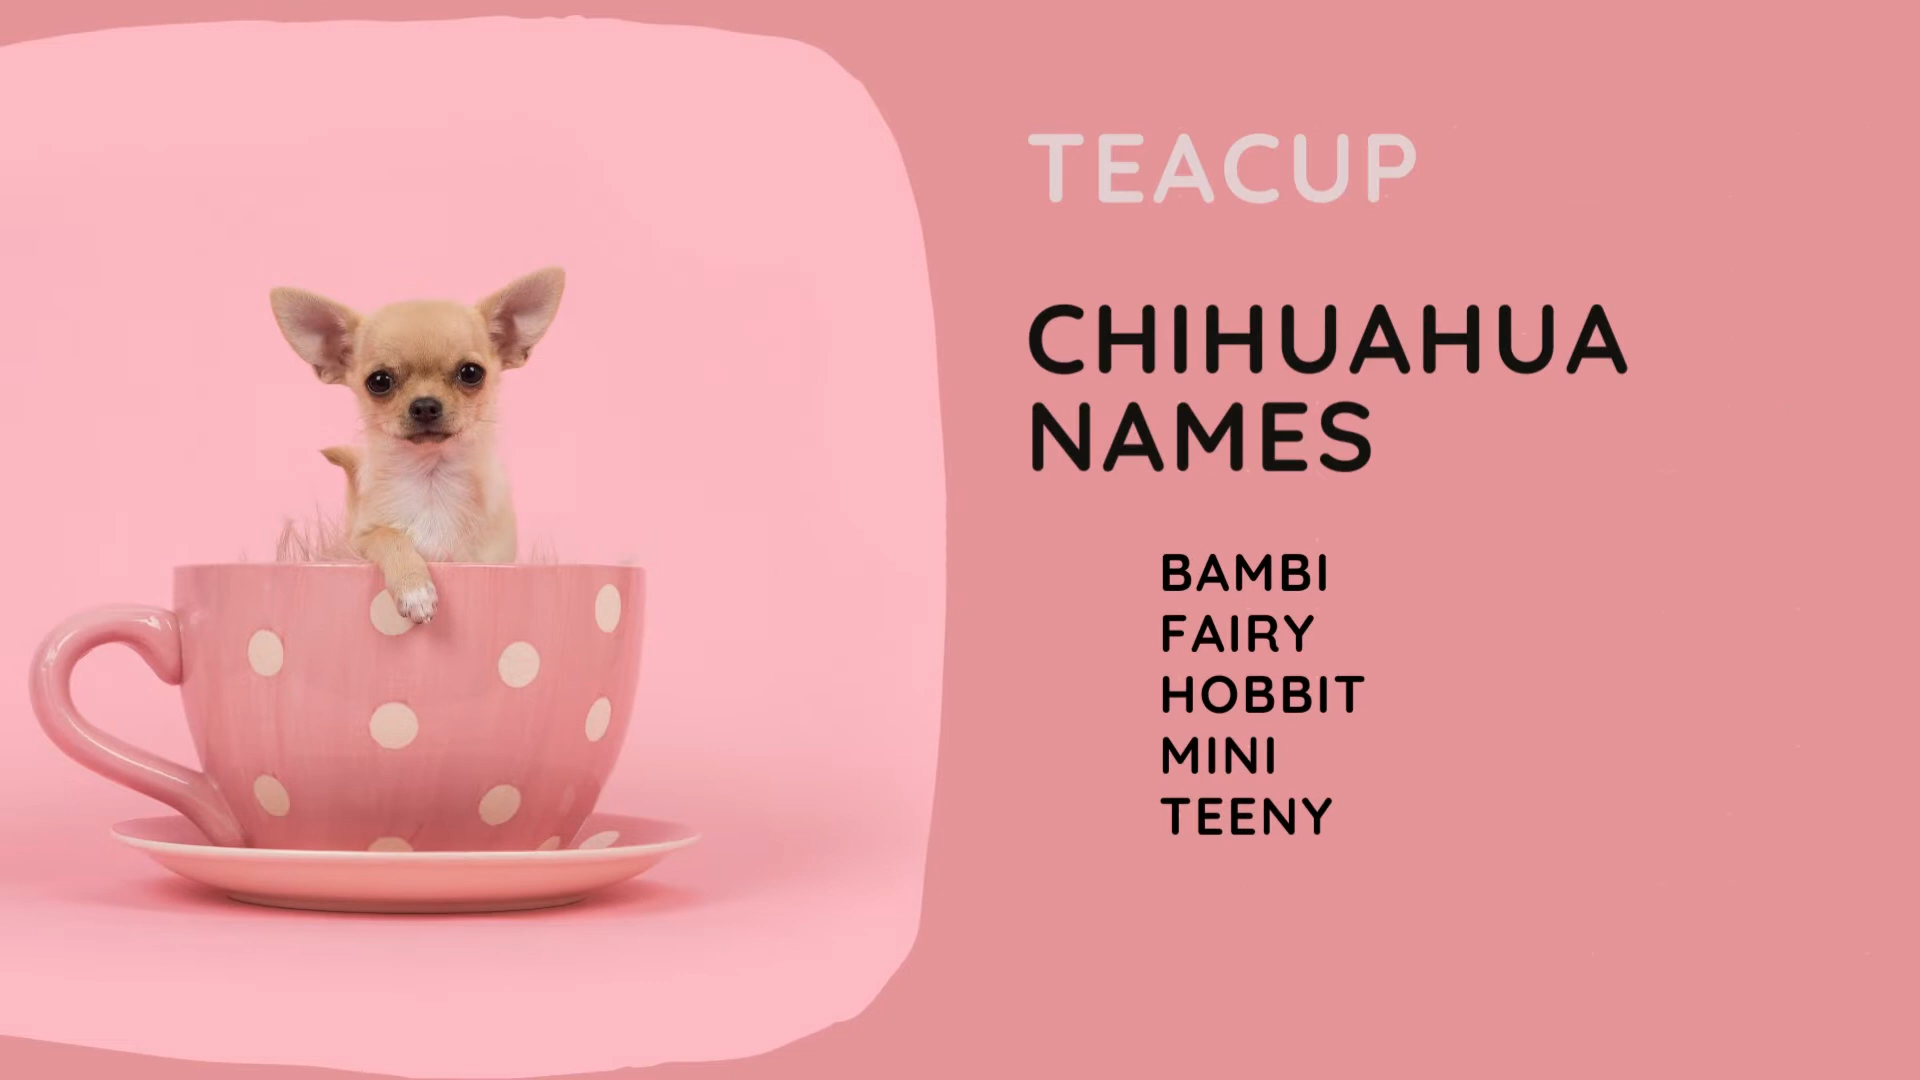 TEACUP
CHIHUAHUA
NAMES
BAMBI
FAIRY
HOBBIT
MINI
TEENY